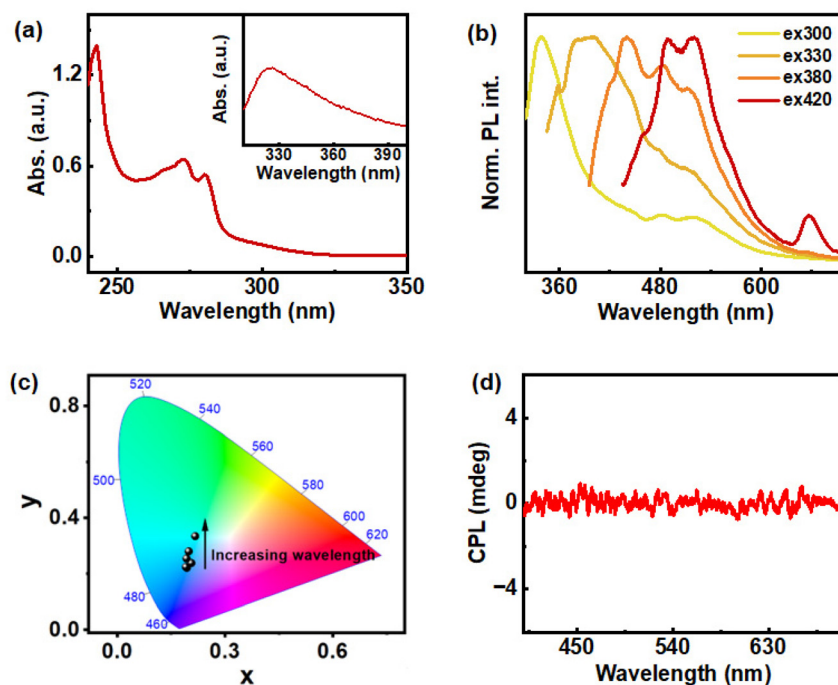 (a)
Abs. (a.u.)
1.2
0.6
0.0
250
300
350
Wavelength (nm)
Abs. (a.u.)
330
360
390
Wavelength (nm)
(b)
Norm. PL int.
ex300
ex330
ex380
ex420
360
480
600
Wavelength (nm)
(c)
y
0.8
0.4
0.0
0.0
0.3
0.6
x
520
540
560
500
580
600
620
Increasing wavelength
480
460
(d)
CPL (mdeg)
4
0
−4
450
540
630
Wavelength (nm)